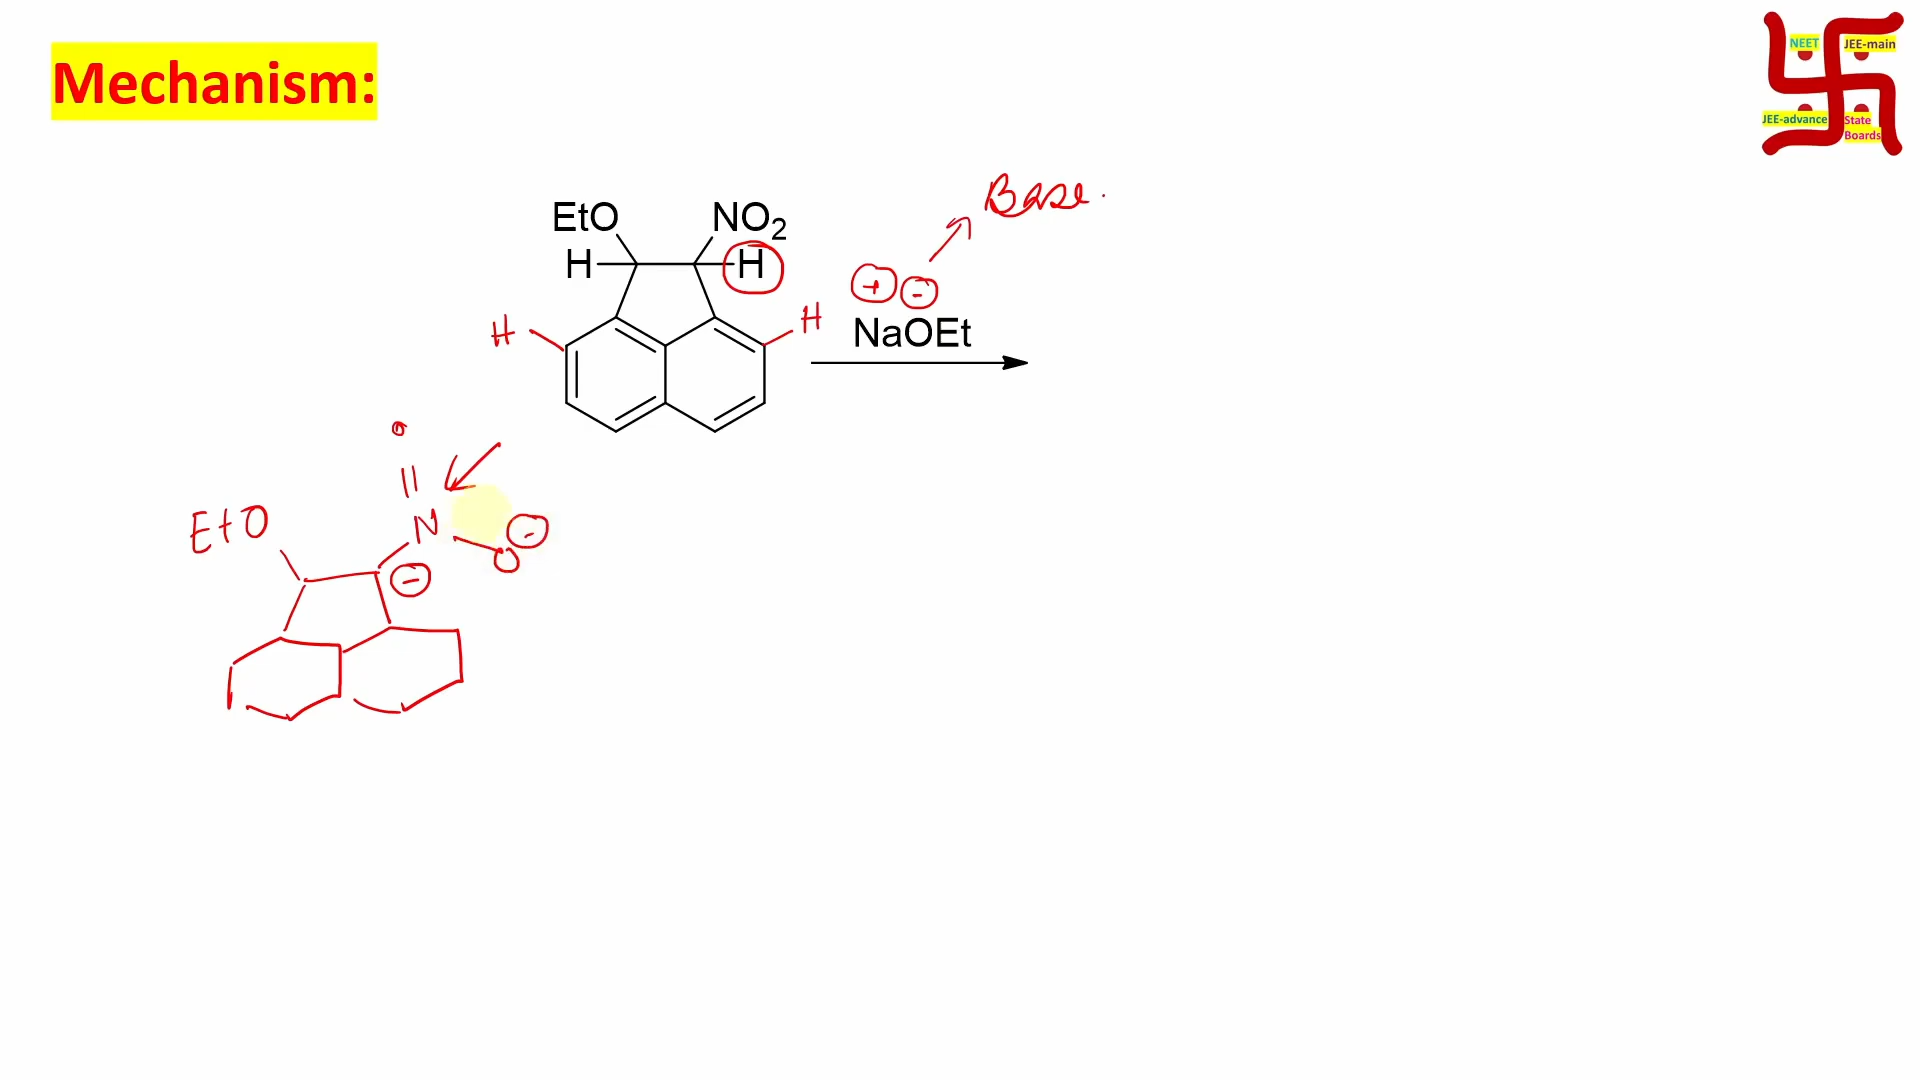 Mechanism:
NEET
JEE-main
JEE-advance
State
Boards
Base.
EtO
NO2
H
H
+ -
H
H
NaOEt
O
||
N
EtO
-
O
-